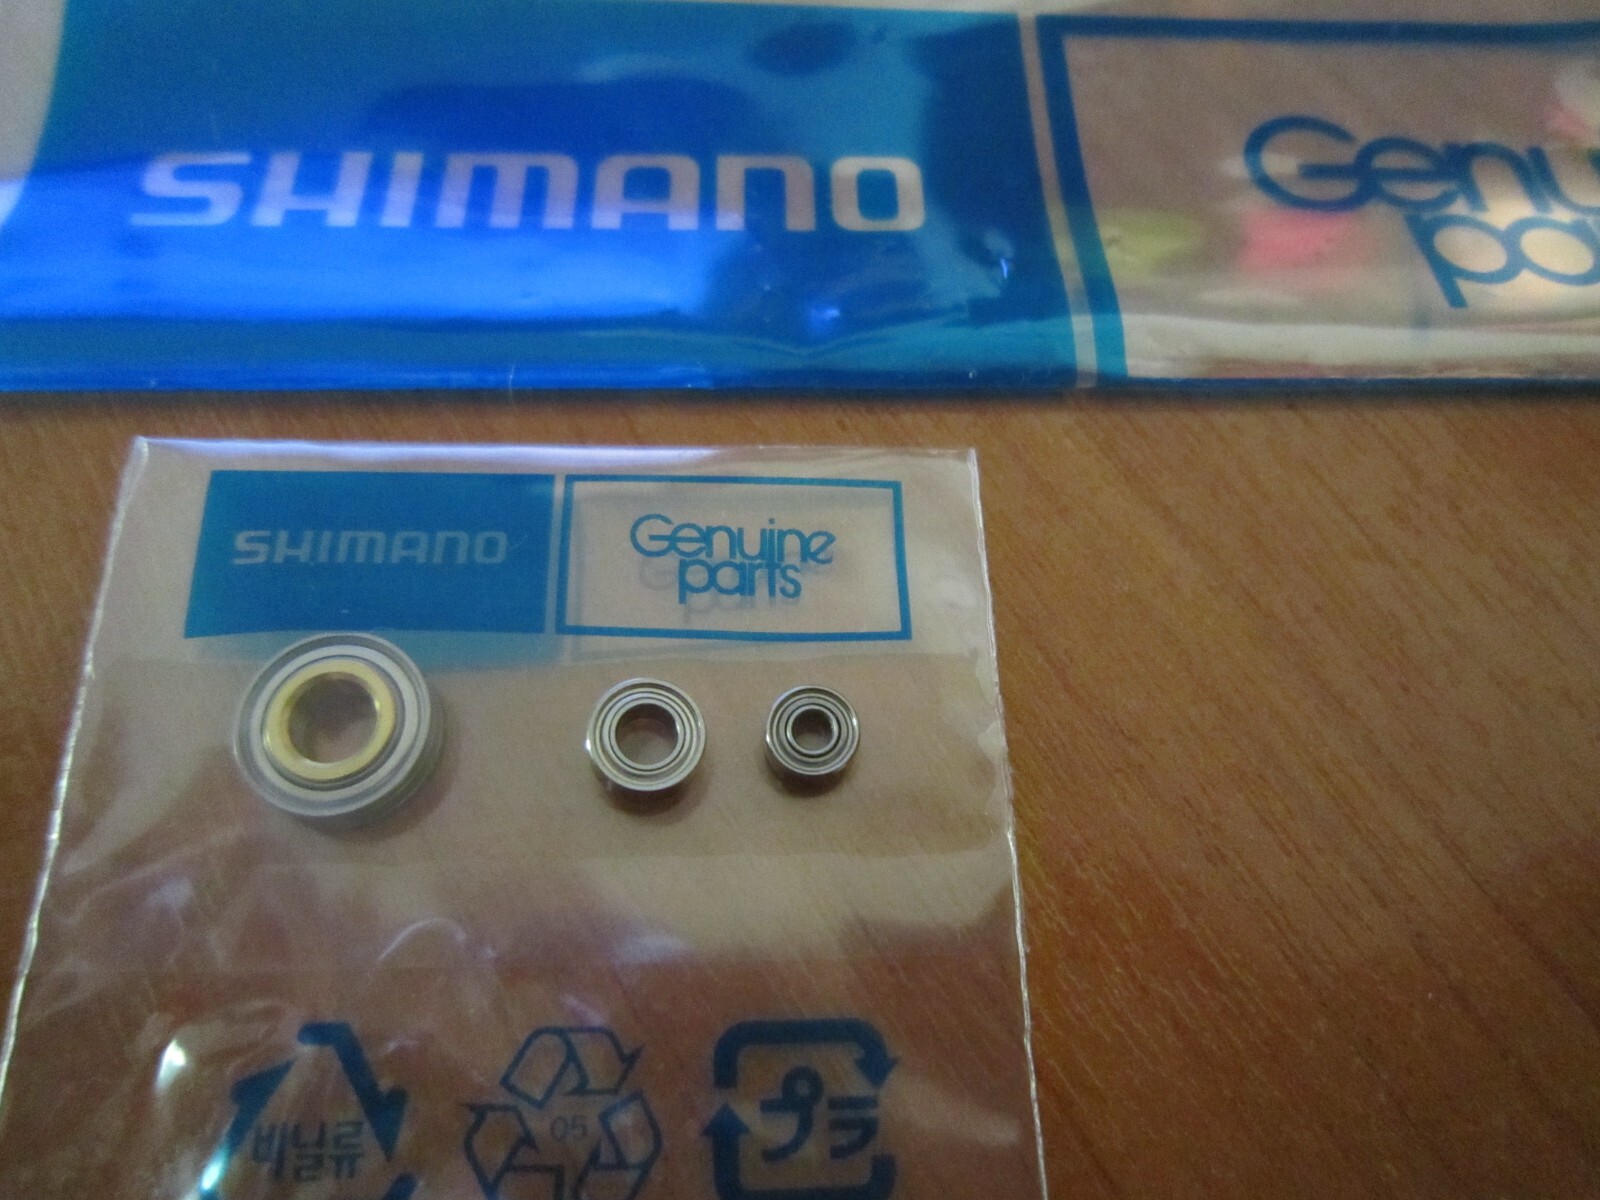 SHIMANO
Genu
pa
SHIMANO
Genuine
parts
비닐류
05
プラ